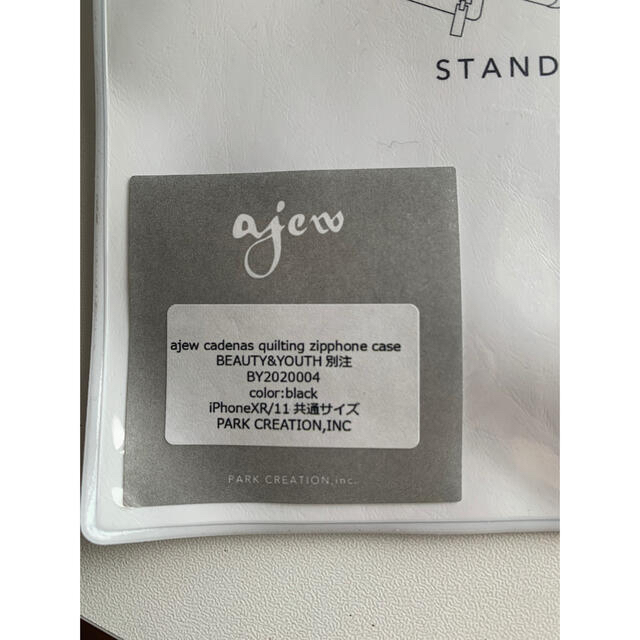 STAND
ajew
ajew cadenas quilting zipphone case
BEAUTY&YOUTH 別注
BY2020004
color:black
iPhoneXR/11 共通サイズ
PARK CREATION,INC
PARK CREATION,inc.